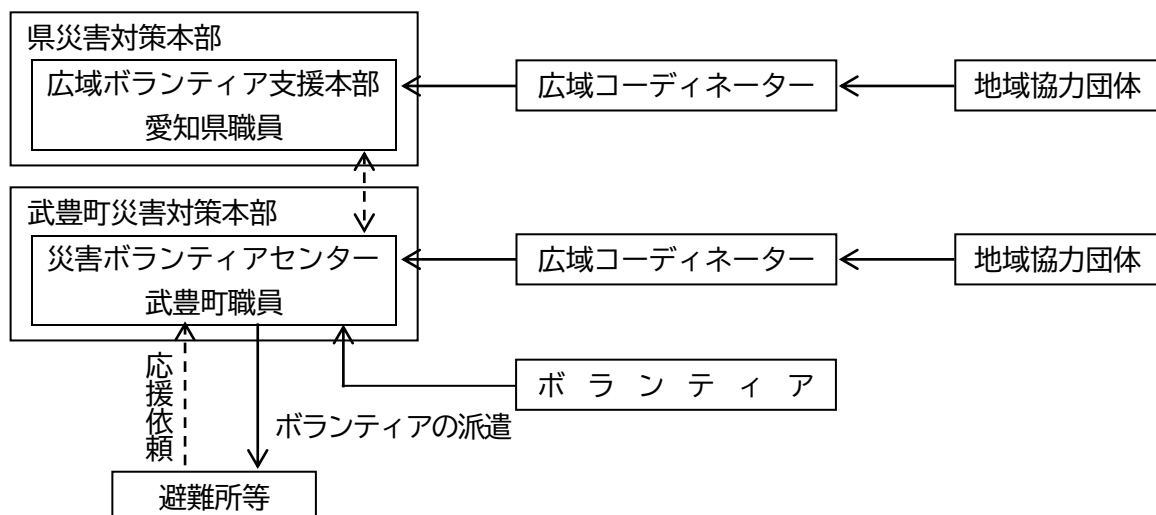 県災害対策本部
広域ボランティア支援本部
愛知県職員
広域コーディネーター
地域協力団体
武豊町災害対策本部
災害ボランティアセンター
武豊町職員
広域コーディネーター
地域協力団体
応援依頼
ボランティアの派遣
ボランティア
避難所等